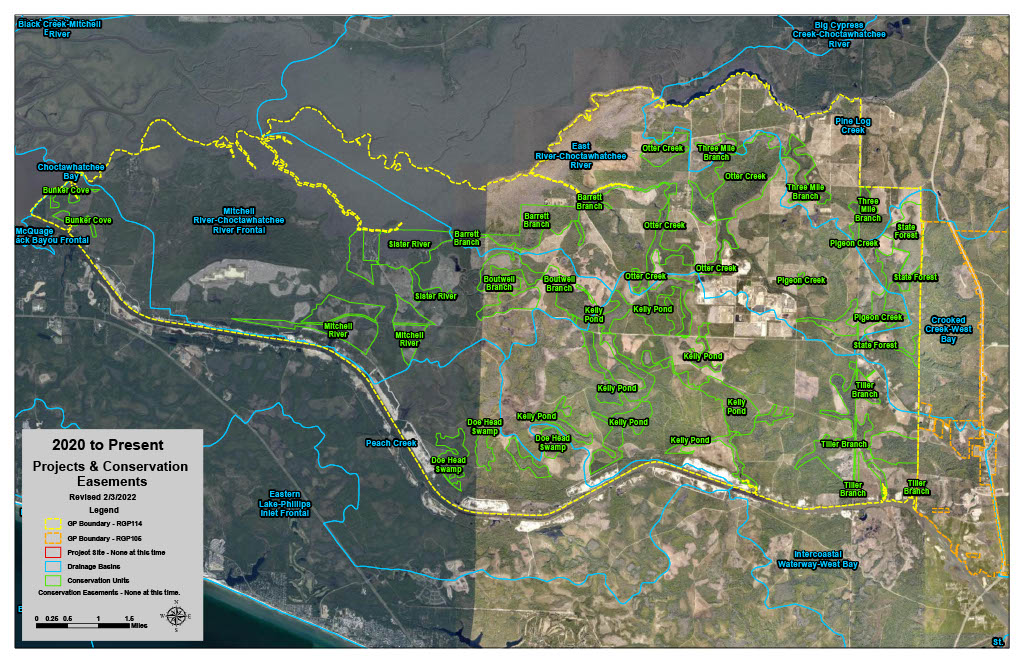 Black Creek-Mitchell
River
Big Cypress
Creek-Choctawhatchee
River
Pine Log
Creek
East
River-Choctawhatchee
River
Otter Creek
Three Mile
Branch
Otter Creek
Three Mile
Branch
Choctawhatchee
Bay
Bunker Cove
Bunker Cove
McQuage
ack Bayou Frontal
Mitchell
River-Choctawhatchee
River Frontal
Barrett
Branch
Barrett
Branch
Barrett
Branch
Otter Creek
Three
Mile
Branch
State
Forest
Pigeon Creek
Sister River
Sister River
Boutwell
Branch
Boutwell
Branch
Otter Creek
Otter Creek
Pigeon Creek
State Forest
Kelly
Pond
Kelly Pond
Pigeon Creek
Crooked
Creek-West
Bay
Mitchell
River
Mitchell
River
State Forest
Kelly Pond
Kelly Pond
Tiller
Branch
Kelly
Pond
Kelly Pond
Kelly Pond
Doe Head
Swamp
Doe Head
Swamp
Kelly Pond
Peach Creek
Tiller Branch
Doe Head
Swamp
Tiller
Branch
Tiller
Branch
Eastern
Lake-Phillips
Inlet Frontal
Intercoastal
Waterway-West Bay
St.
2020 to Present
Projects & Conservation
Easements
Revised 2/3/2022
Legend
GP Boundary - RGP114
GP Boundary - RGP105
Project Site - None at this time
Drainage Basins
Conservation Units
Conservation Easements - None at this time.
0 0.25 0.5 1 1.5
Miles
N
W E
S